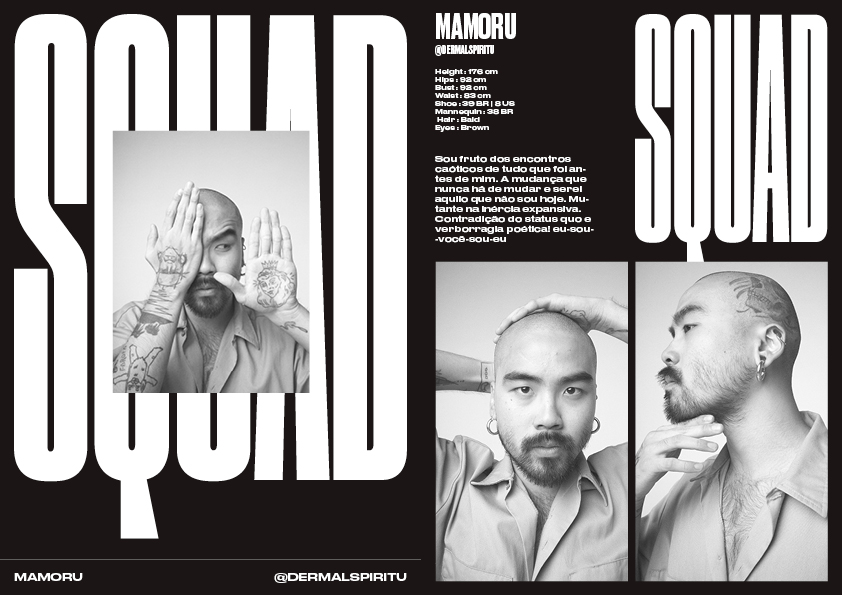 SQUAD
MAMORU
@DERMALSPIRITU
MAMORU
@DERMALSPIRITU
Height : 176 cm
Hips : 92 cm
Bust : 92 cm
Waist : 83 cm
Shoe : 39 BR | 8 US
Mannequin : 38 BR
Hair : Bald
Eyes : Brown
Sou fruto dos encontros
caóticos de tudo que foi an-
tes de mim. A mudança que
nunca há de mudar e serei
aquilo que não sou hoje. Mu-
tante na inércia expansiva.
Contradição do status quo e
verborragia poética! eu-sou-
-você-sou-eu
SQUAD